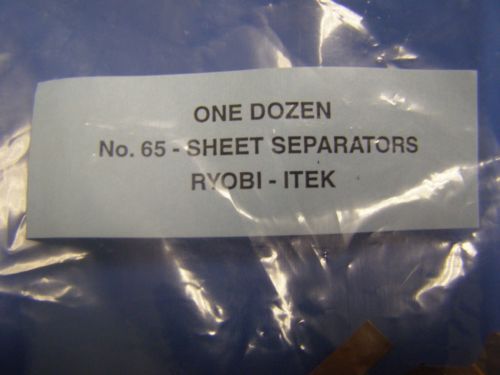 ONE DOZEN
No. 65 - SHEET SEPARATORS
RYOBI - ITEK